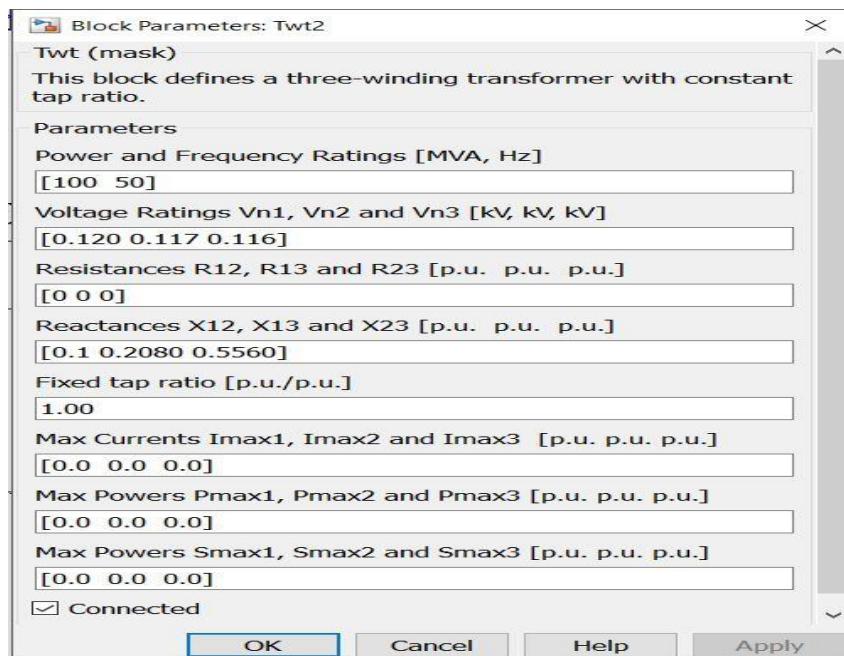 Block Parameters: Twt2
Twt (mask)
This block defines a three-winding transformer with constant
tap ratio.
Parameters
Power and Frequency Ratings [MVA, Hz]
[100 50]
Voltage Ratings Vn1, Vn2 and Vn3 [kV, kV, kV]
[0.120 0.117 0.116]
Resistances R12, R13 and R23 [p.u. p.u. p.u.]
[0 0 0]
Reactances X12, X13 and X23 [p.u. p.u. p.u.]
[0.1 0.2080 0.5560]
Fixed tap ratio [p.u./p.u.]
1.00
Max Currents Imax1, Imax2 and Imax3 [p.u. p.u. p.u.]
[0.0 0.0 0.0]
Max Powers Pmax1, Pmax2 and Pmax3 [p.u. p.u. p.u.]
[0.0 0.0 0.0]
Max Powers Smax1, Smax2 and Smax3 [p.u. p.u. p.u.]
[0.0 0.0 0.0]
Connected
OK Cancel Help Apply